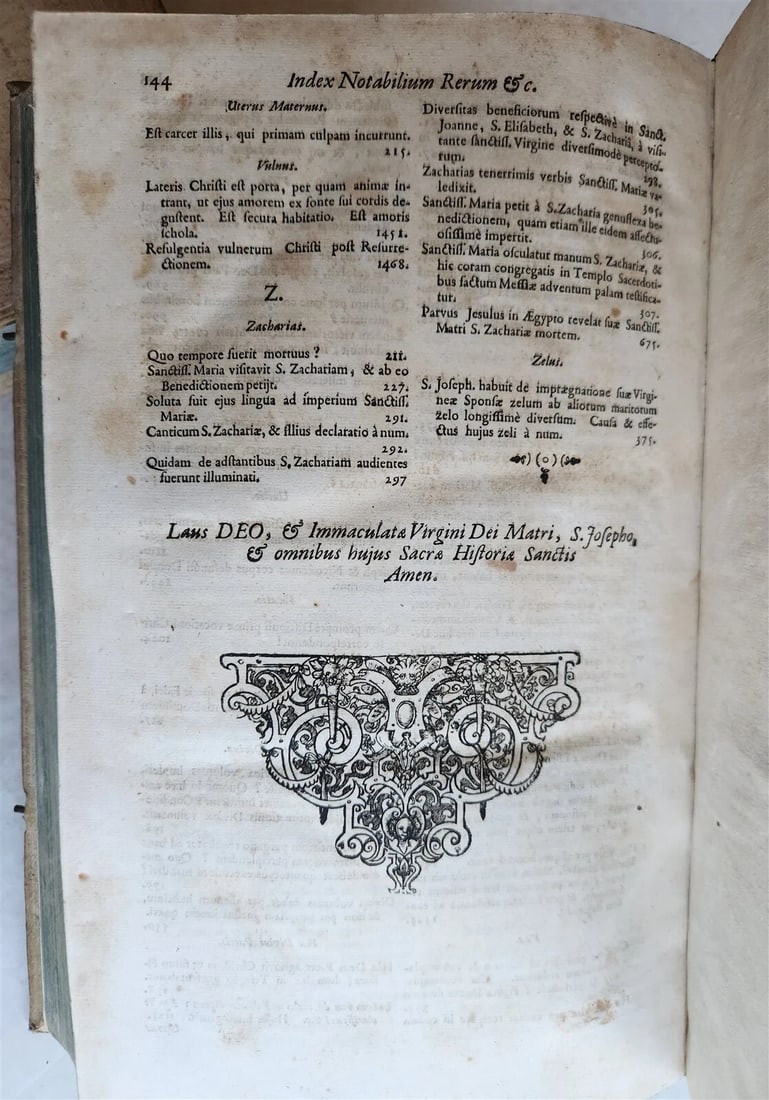 144 Index Notabilium Rerum &c.
Uterus Maternus.
Est carcer illis, qui primam culpam incurrunt.
215.
Vulnus.
Lateris Christi est porta, per quam animæ in-
trant, ut ejus amorem ex fonte sui cordis de-
gustent. Est secura habitatio. Est amoris
schola. 1451.
Refulgentia vulnerum Christi post Resurre-
ctionem. 1468.
Z.
Zacharias.
Quo tempore fuerit mortuus? 211.
Sanctiss. Maria visitavit S. Zachariam, & ab eo
Benedictionem petijt. 227.
Soluta fuit ejus lingua ad imperium Sanctiss.
Mariæ. 291.
Canticum S. Zachariæ, & illius declaratio à num.
292.
Quidam de adstantibus S. Zachariam audientes
fuerunt illuminati. 297
Diversitas beneficiorum respectivè in Sanct.
Joanne, S. Elisabeth, & S. Zachariâ, à visi-
tante sanctiss. Virgine diversimodè percepto-
rum. 298.
Zacharias tenerrimis verbis Sanctiss. Mariæ va-
ledixit. 305.
Sanctiss. Maria petit à S. Zacharia genuflexa be-
nedictionem, quam etiam ille eidem affectu-
osissimè impertit. 306.
Sanctiss. Maria osculatur manum S. Zachariæ, &
hic coram congregatis in Templo Sacerdoti-
bus factum Messiæ adventum palam testifica-
tur. 307.
Parvus Jesulus in Ægypto revelat suæ Sanctiss.
Matri S. Zachariæ mortem. 675.
Zelus.
S. Joseph. habuit de imprægnatione suæ Virgi-
neæ Sponsæ zelum ab aliorum maritorum
zelo longissimè diversum. Causa & effe-
ctus hujus zeli à num. 375.
Laus DEO, & Immaculatæ Virgini Dei Matri, S. Josepho,
& omnibus hujus Sacræ Historiæ Sanctis
Amen.